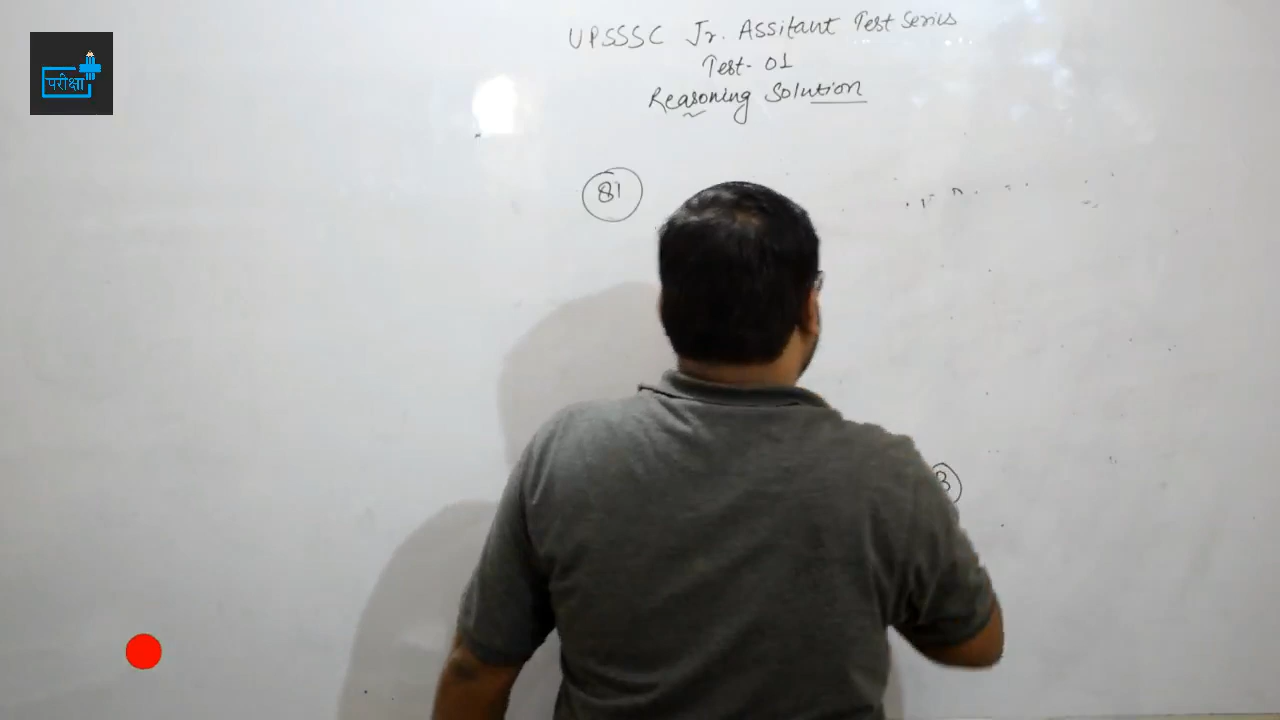 परीक्षा
UPSSSC Jr. Assitant Test Series
Test- 01
Reasoning Solution
81
B